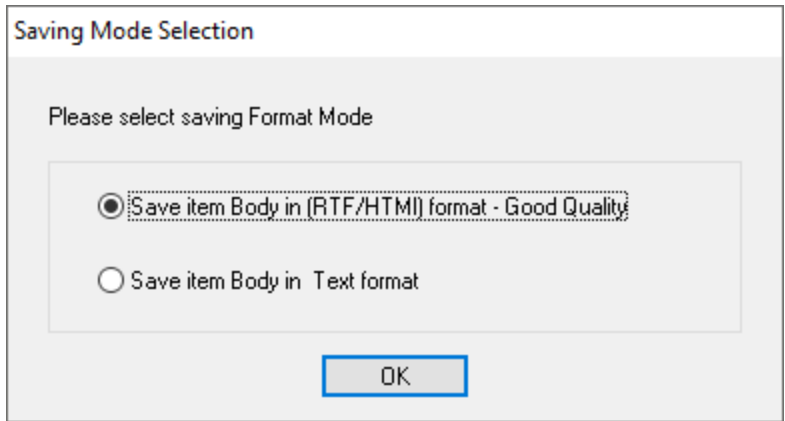 Saving Mode Selection
Please select saving Format Mode
Save item Body in (RTF/HTMl) format - Good Quality
Save item Body in  Text format
OK